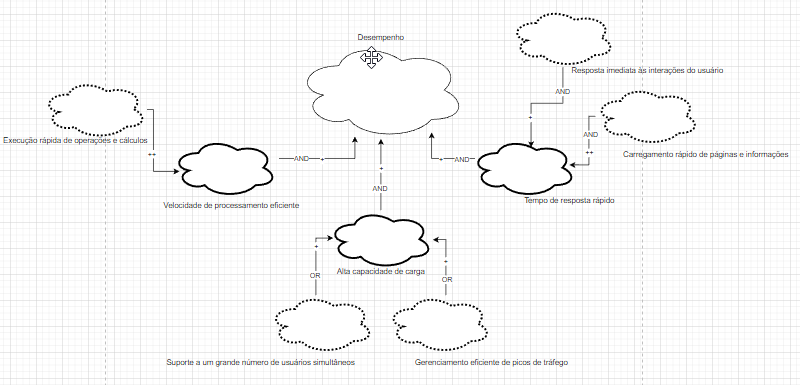 Desempenho
Resposta imediata às interações do usuário
AND
+
Execução rápida de operações e cálculos
++
AND
++
Carregamento rápido de páginas e informações
AND
+
+
AND
+
AND
Velocidade de processamento eficiente
Tempo de resposta rápido
Alta capacidade de carga
+
OR
+
OR
Suporte a um grande número de usuários simultâneos
Gerenciamento eficiente de picos de tráfego